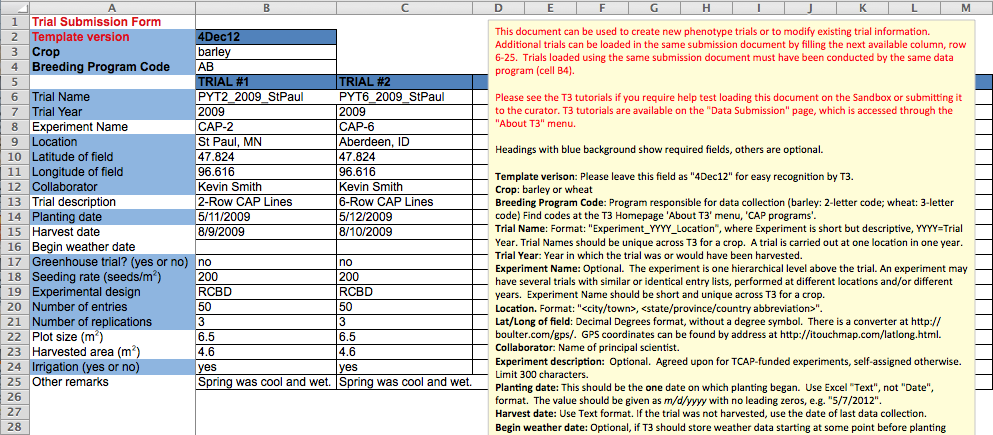 A B C D E F G H I J K L M
1 Trial Submission Form
2 Template version 4Dec12
3 Crop barley
4 Breeding Program Code AB
5 TRIAL #1 TRIAL #2
6 Trial Name PYT2_2009_StPaul PYT6_2009_StPaul
7 Trial Year 2009 2009
8 Experiment Name CAP-2 CAP-6
9 Location St Paul, MN Aberdeen, ID
10 Latitude of field 47.824 47.824
11 Longitude of field 96.616 96.616
12 Collaborator Kevin Smith Kevin Smith
13 Trial description 2-Row CAP Lines 6-Row CAP Lines
14 Planting date 5/11/2009 5/12/2009
15 Harvest date 8/9/2009 8/10/2009
16 Begin weather date
17 Greenhouse trial? (yes or no) no no
18 Seeding rate (seeds/m²) 200 200
19 Experimental design RCBD RCBD
20 Number of entries 50 50
21 Number of replications 3 3
22 Plot size (m²) 6.5 6.5
23 Harvested area (m²) 4.6 4.6
24 Irrigation (yes or no) yes yes
25 Other remarks Spring was cool and wet. Spring was cool and wet.
26
27
28
This document can be used to create new phenotype trials or to modify existing trial information.
Additional trials can be loaded in the same submission document by filling the next available column, row
6-25. Trials loaded using the same submission document must have been conducted by the same data
program (cell B4).
Please see the T3 tutorials if you require help test loading this document on the Sandbox or submitting it
to the curator. T3 tutorials are available on the "Data Submission" page, which is accessed through the
"About T3" menu.
Headings with blue background show required fields, others are optional.
Template verison: Please leave this field as "4Dec12" for easy recognition by T3.
Crop: barley or wheat
Breeding Program Code: Program responsible for data collection (barley: 2-letter code; wheat: 3-letter
code) Find codes at the T3 Homepage 'About T3' menu, 'CAP programs'.
Trial Name: Format: "Experiment_YYYY_Location", where Experiment is short but descriptive, YYYY=Trial
Year. Trial Names should be unique across T3 for a crop. A trial is carried out at one location in one year.
Trial Year: Year in which the trial was or would have been harvested.
Experiment Name: Optional. The experiment is one hierarchical level above the trial. An experiment may
have several trials with similar or identical entry lists, performed at different locations and/or different
years. Experiment Name should be short and unique across T3 for a crop.
Location. Format: "<city/town>, <state/province/country abbreviation>".
Lat/Long of field: Decimal Degrees format, without a degree symbol. There is a converter at http://
boulter.com/gps/. GPS coordinates can be found by address at http://itouchmap.com/latlong.html.
Collaborator: Name of principal scientist.
Experiment description: Optional. Agreed upon for TCAP-funded experiments, self-assigned otherwise.
Limit 300 characters.
Planting date: This should be the one date on which planting began. Use Excel "Text", not "Date",
format. The value should be given as m/d/yyyy with no leading zeros, e.g. "5/7/2012".
Harvest date: Use Text format. If the trial was not harvested, use the date of last data collection.
Begin weather date: Optional, if T3 should store weather data starting at some point before planting